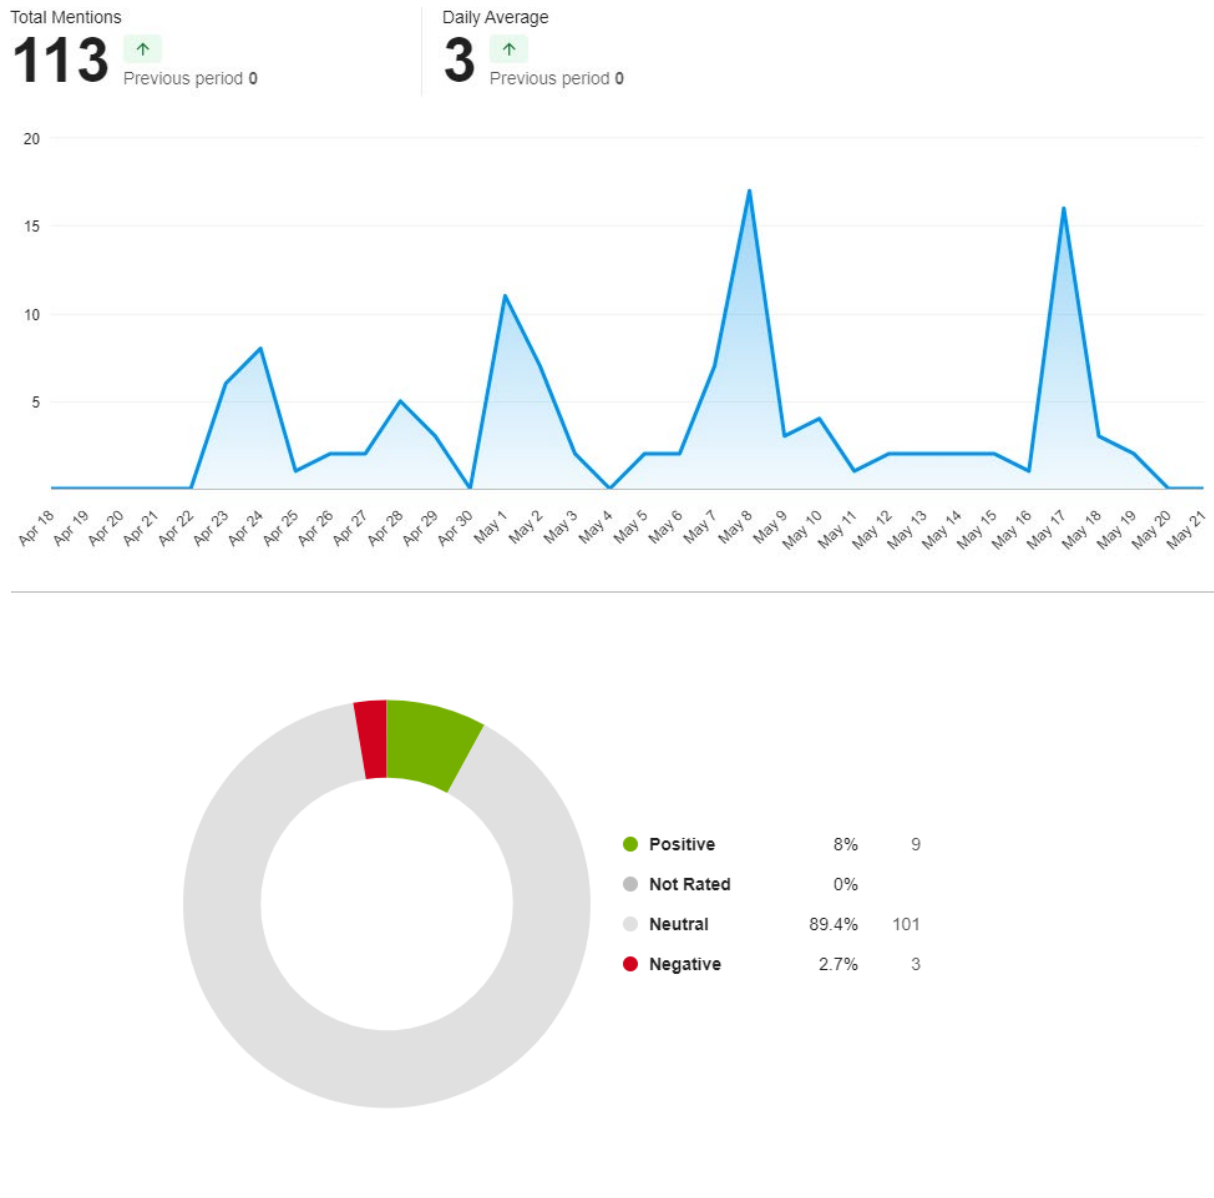 Total Mentions
113
Previous period 0
Daily Average
3
Previous period 0
20
15
10
5
Apr 18
Apr 19
Apr 20
Apr 21
Apr 22
Apr 23
Apr 24
Apr 25
Apr 26
Apr 27
Apr 28
Apr 29
Apr 30
May 1
May 2
May 3
May 4
May 5
May 6
May 7
May 8
May 9
May 10
May 11
May 12
May 13
May 14
May 15
May 16
May 17
May 18
May 19
May 20
May 21
Positive 8% 9
Not Rated 0%
Neutral 89.4% 101
Negative 2.7% 3